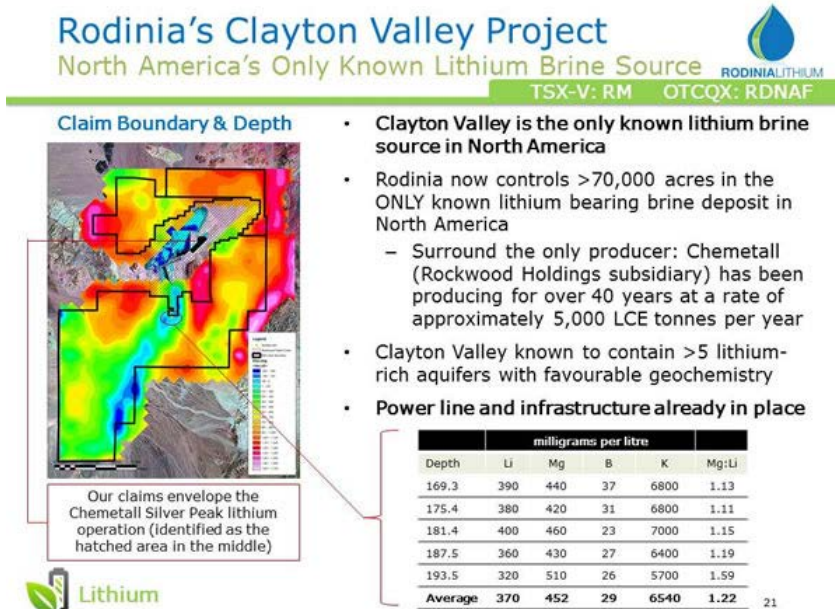 Rodinia's Clayton Valley Project
North America's Only Known Lithium Brine Source
RODINIALITHIUM
TSX-V: RM OTCQX: RDNAF
Claim Boundary & Depth
Our claims envelope the
Chemetall Silver Peak lithium
operation (identified as the
hatched area in the middle)
• Clayton Valley is the only known lithium brine
source in North America
• Rodinia now controls >70,000 acres in the
ONLY known lithium bearing brine deposit in
North America
– Surround the only producer: Chemetall
(Rockwood Holdings subsidiary) has been
producing for over 40 years at a rate of
approximately 5,000 LCE tonnes per year
• Clayton Valley known to contain >5 lithium-
rich aquifers with favourable geochemistry
• Power line and infrastructure already in place
milligrams per litre
Depth Li Mg B K Mg:Li
169.3 390 440 37 6800 1.13
175.4 380 420 31 6800 1.11
181.4 400 460 23 7000 1.15
187.5 360 430 27 6400 1.19
193.5 320 510 26 5700 1.59
Average 370 452 29 6540 1.22
Lithium
21